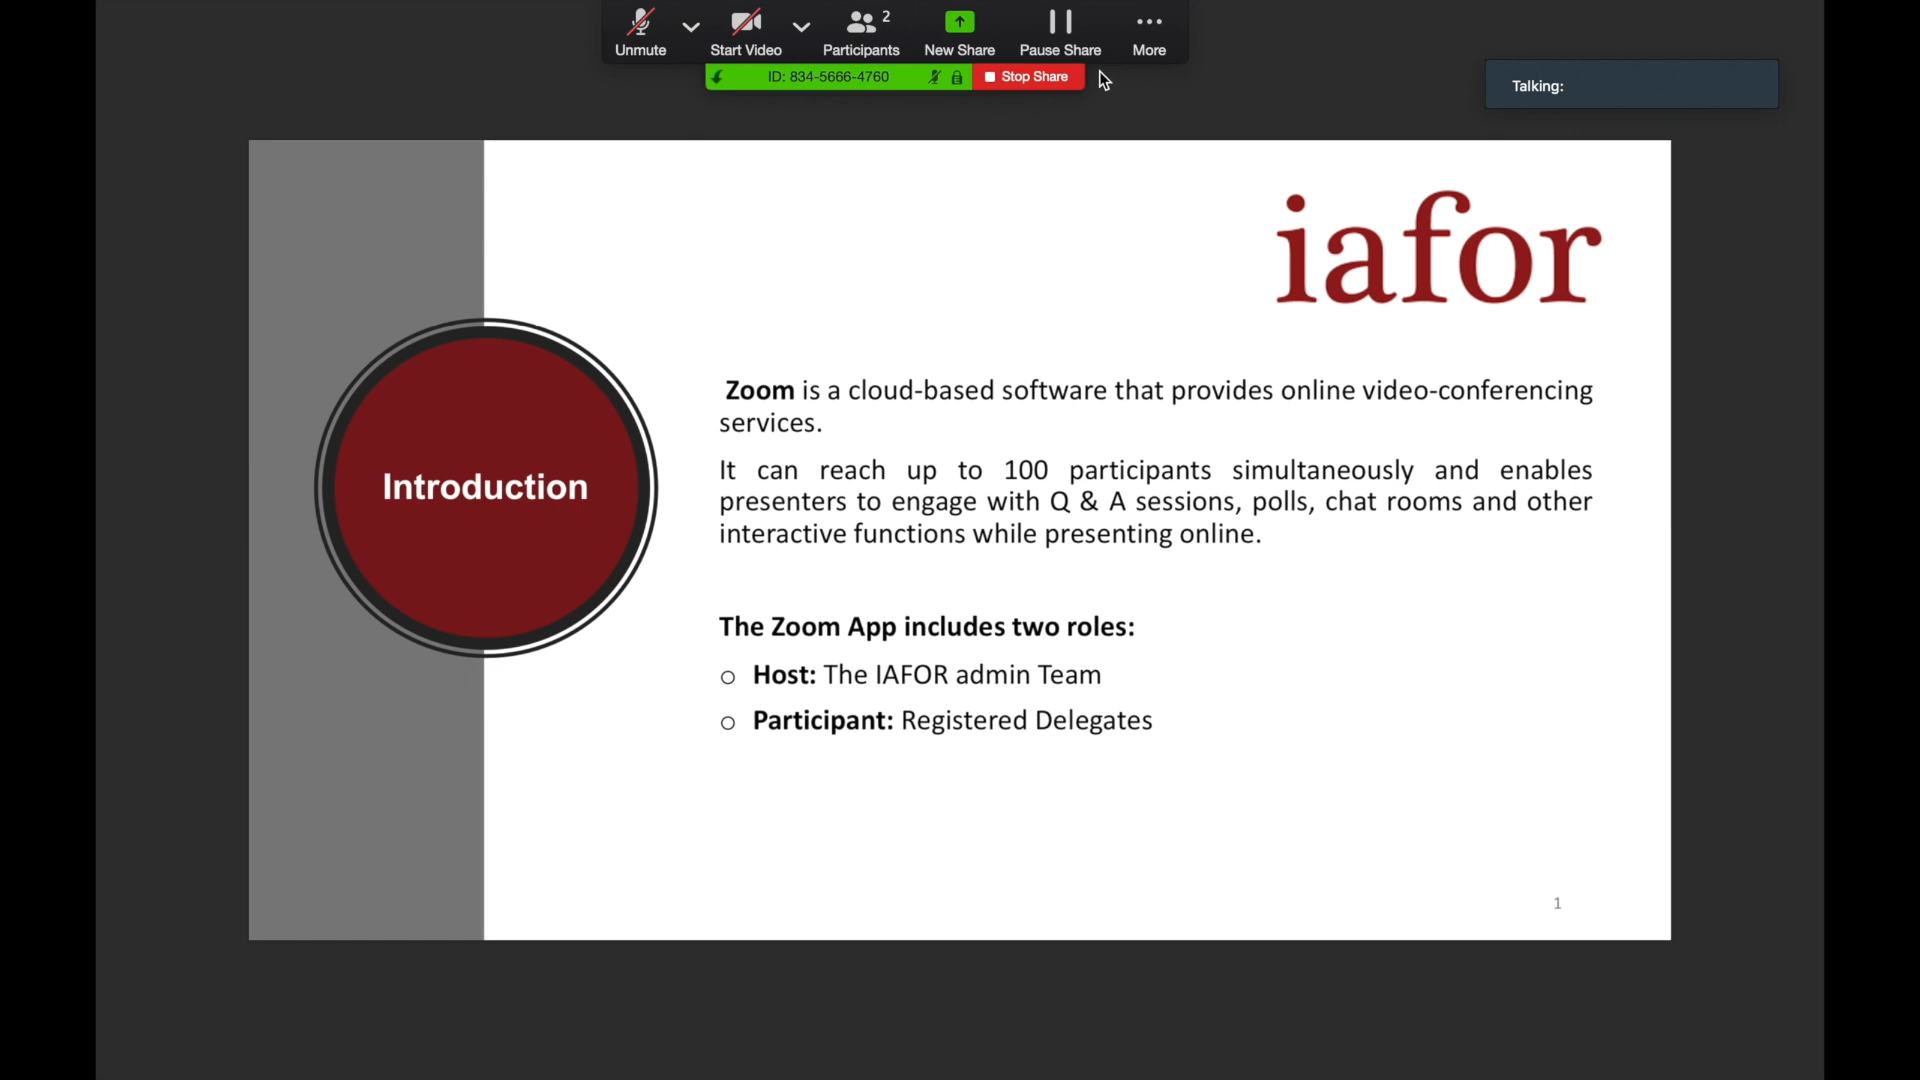 Unmute
Start Video
Participants
2
New Share
Pause Share
More
ID: 834-5666-4760
Stop Share
Talking:
iafor
Introduction
Zoom is a cloud-based software that provides online video-conferencing
services.
It can reach up to 100 participants simultaneously and enables
presenters to engage with Q & A sessions, polls, chat rooms and other
interactive functions while presenting online.
The Zoom App includes two roles:
o Host: The IAFOR admin Team
o Participant: Registered Delegates
1